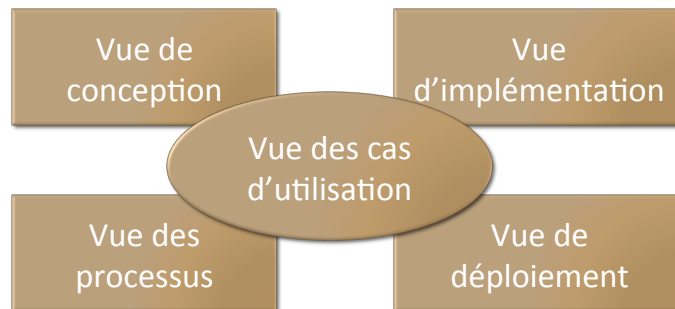 Vue de
conception
Vue
d’implémentation
Vue des cas
d’utilisation
Vue des
processus
Vue de
déploiement